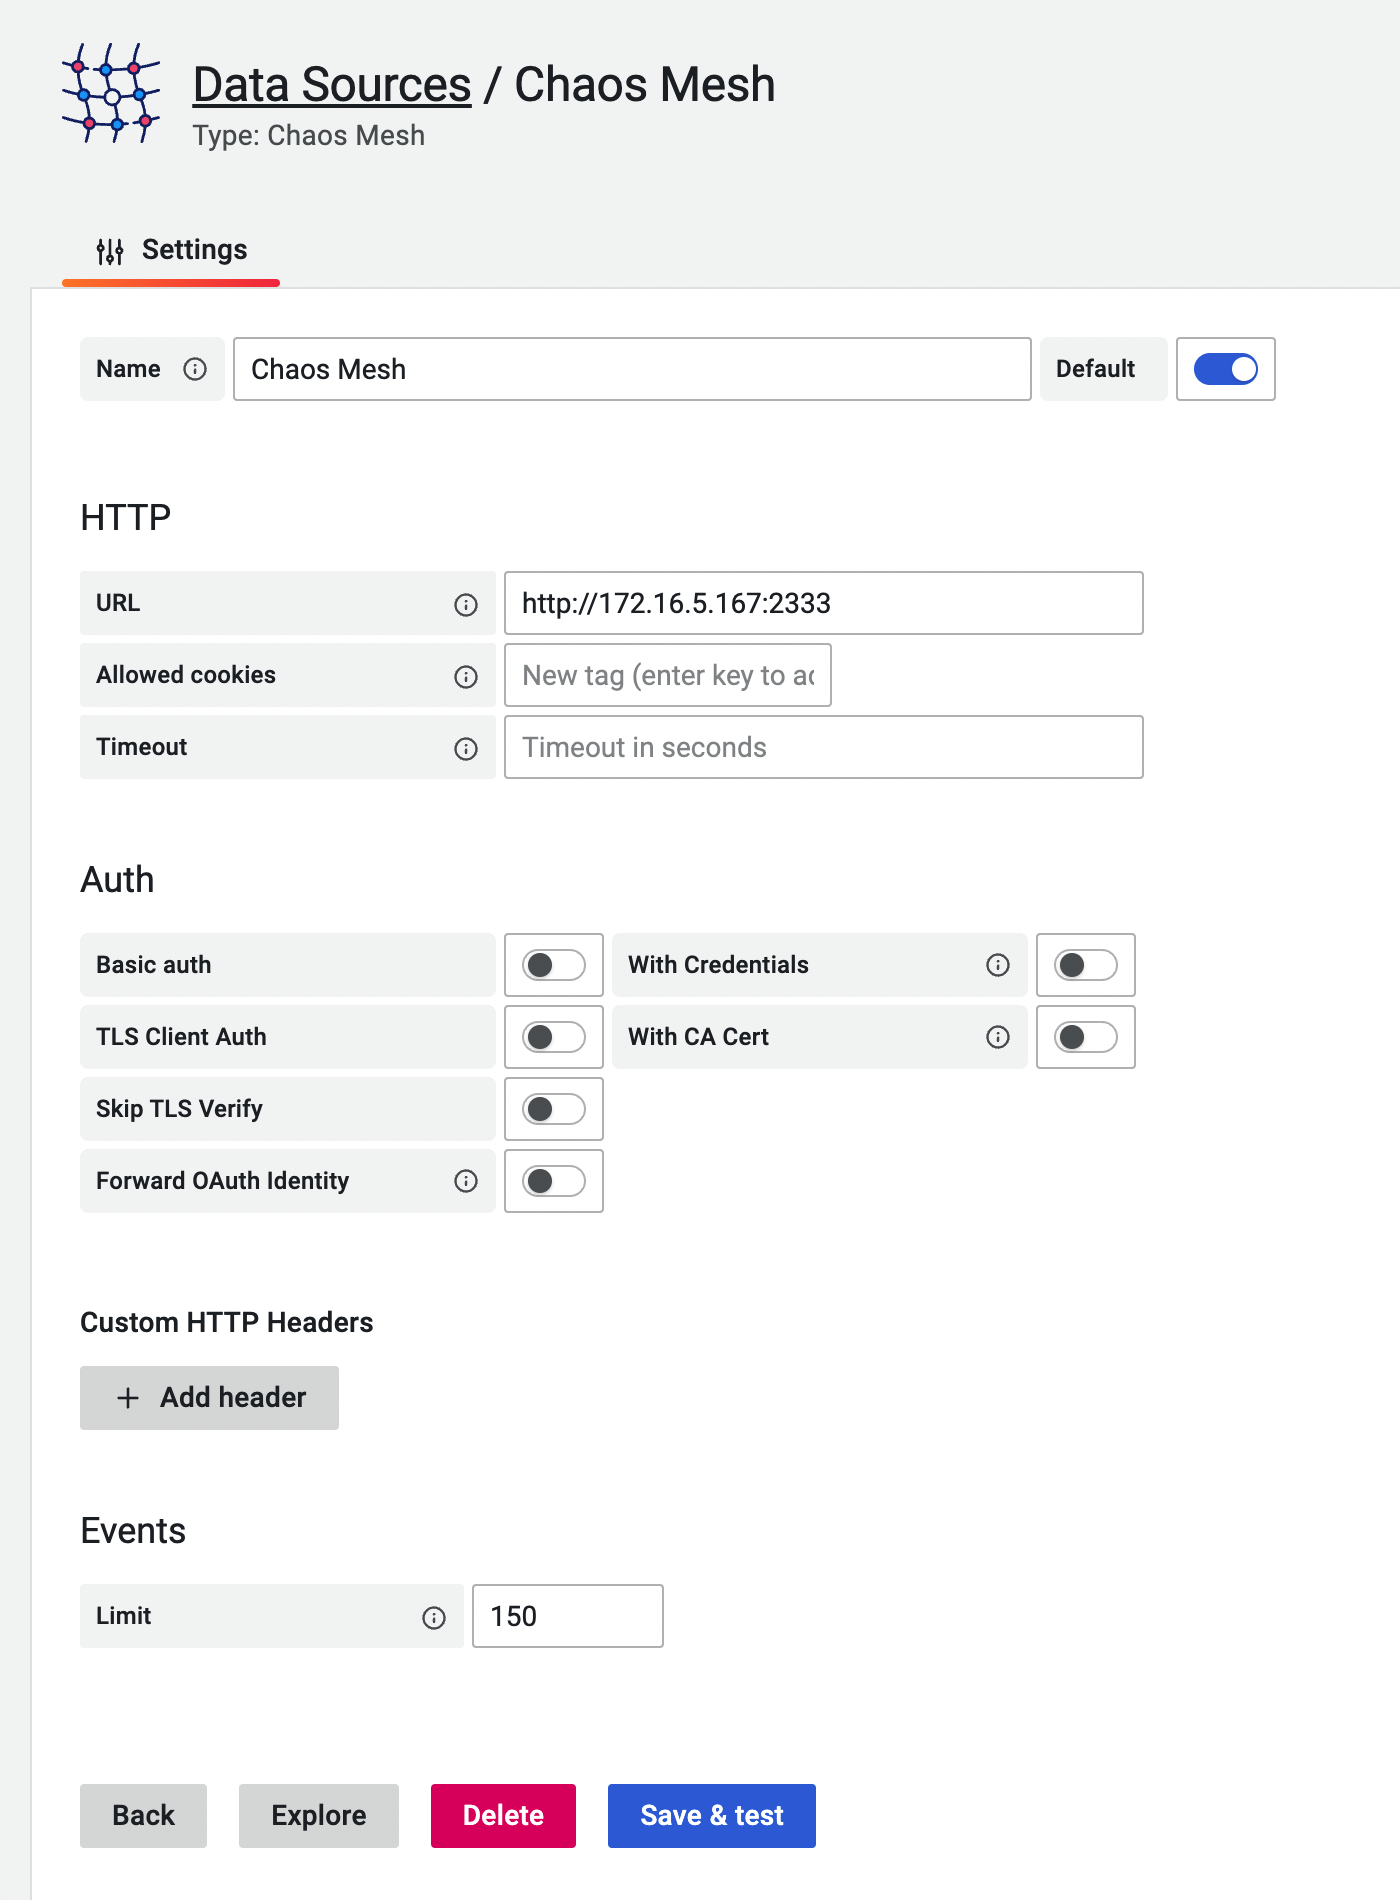 Data Sources / Chaos Mesh
Type: Chaos Mesh
Settings
Name Chaos Mesh Default
HTTP
URL http://172.16.5.167:2333
Allowed cookies New tag (enter key to
Timeout Timeout in seconds
Auth
Basic auth With Credentials
TLS Client Auth With CA Cert
Skip TLS Verify
Forward OAuth Identity
Custom HTTP Headers
+ Add header
Events
Limit 150
Back Explore Delete Save & test